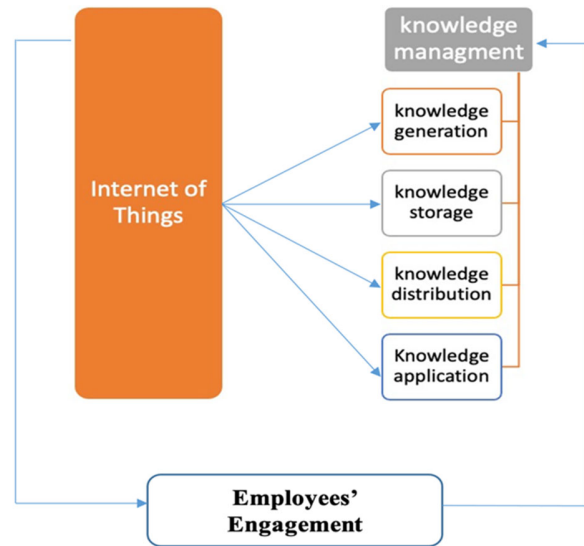 knowledge
managment
knowledge
generation
Internet of
Things
knowledge
storage
knowledge
distribution
Knowledge
application
Employees’
Engagement